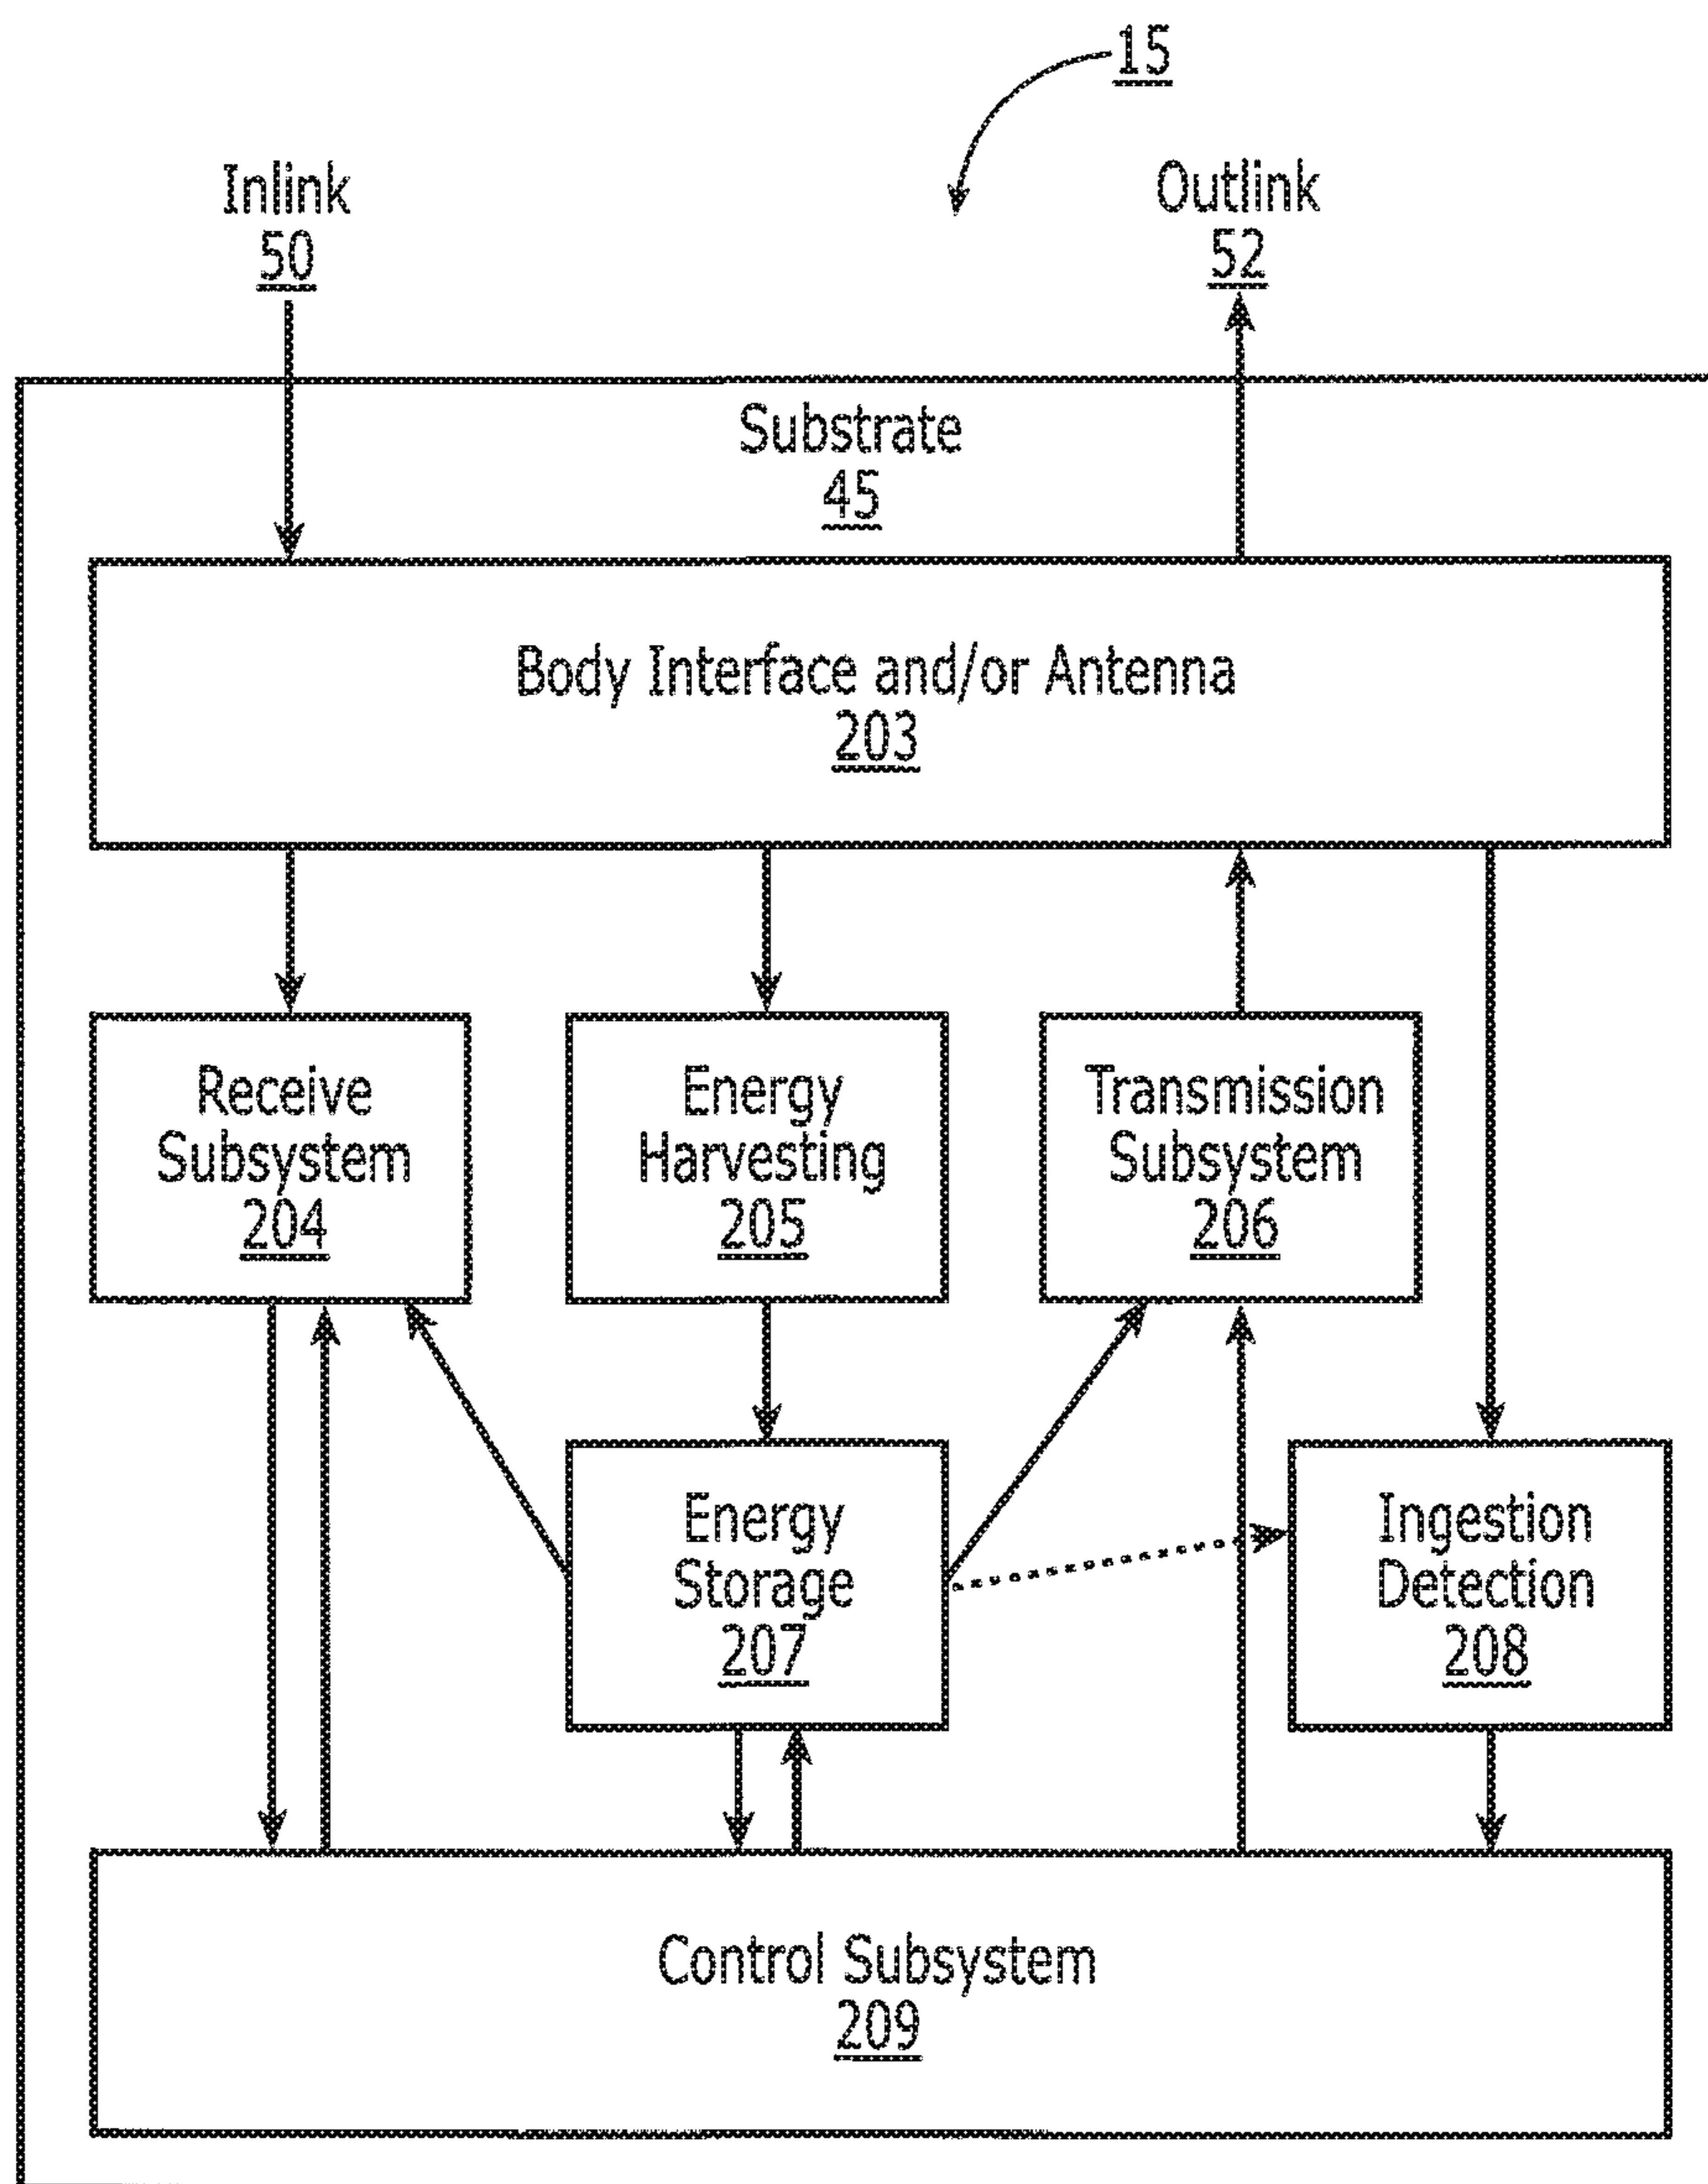 15
Inlink
50
Outlink
52
Substrate
45
Body Interface and/or Antenna
203
Receive
Subsystem
204
Energy
Harvesting
205
Transmission
Subsystem
206
Energy
Storage
207
Ingestion
Detection
208
Control Subsystem
209